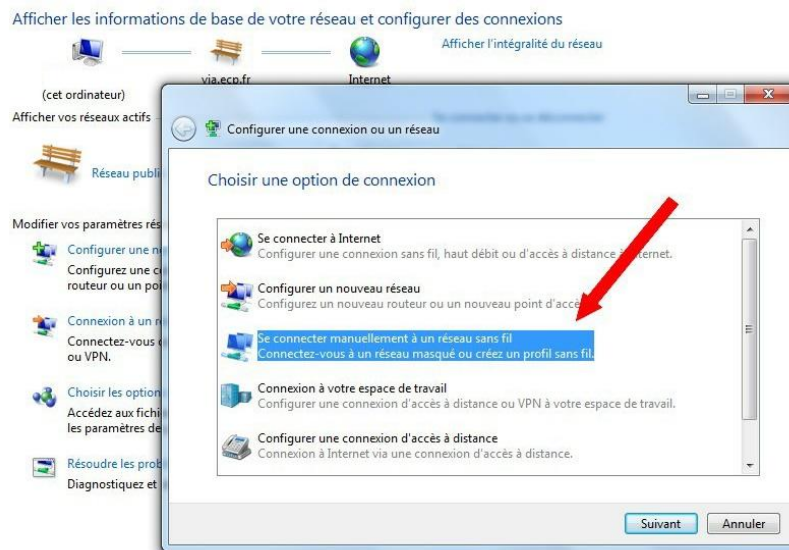 Afficher les informations de base de votre réseau et configurer des connexions
Afficher l'intégralité du réseau
via.ecp.fr
Internet
(cet ordinateur)
Afficher vos réseaux actifs
Réseau publi
Modifier vos paramètres rés
Configurer une n
Configurez une c
routeur ou un poi
Connexion à un r
Connectez-vous
ou VPN.
Choisir les option
Accédez aux fichi
les paramètres de
Résoudre les prob
Diagnostiquez et
Configurer une connexion ou un réseau
Choisir une option de connexion
Se connecter à Internet
Configurer une connexion sans fil, haut débit ou d'accès à distance
Configurer un nouveau réseau
Configurez un nouveau routeur ou un nouveau point d'accès
Se connecter manuellement à un réseau sans fil
Connectez-vous à un réseau masqué ou créez un profil sans fil.
Connexion à votre espace de travail
Configurer une connexion d'accès à distance ou VPN à votre espace de travail.
Configurer une connexion d'accès à distance
Connexion à Internet via une connexion d'accès à distance.
Suivant
Annuler